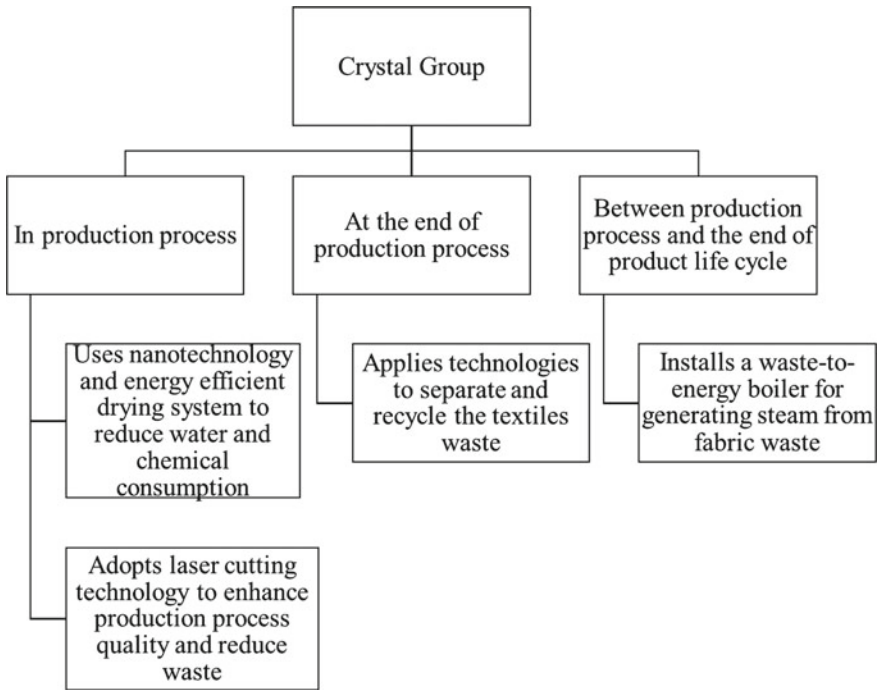 Crystal Group
In production process
At the end of
production process
Between production
process and the end of
product life cycle
Uses nanotechnology
and energy efficient
drying system to
reduce water and
chemical
consumption
Applies technologies
to separate and
recycle the textiles
waste
Installs a waste-to-
energy boiler for
generating steam from
fabric waste
Adopts laser cutting
technology to enhance
production process
quality and reduce
waste